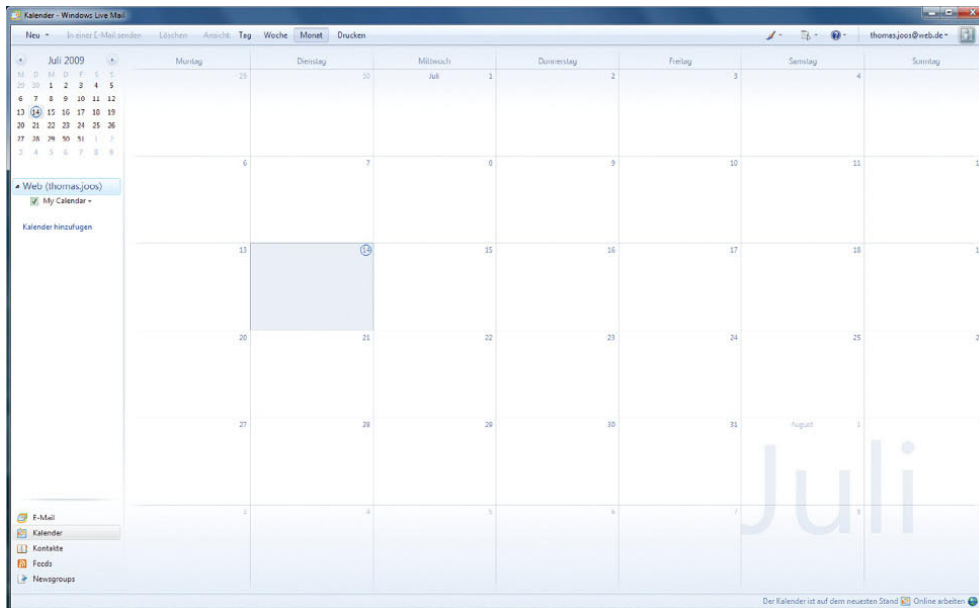 Kalender - Windows Live Mail
Neu In einer E-Mail senden Löschen Ansicht: Tag Woche Monat Drucken thomas.joos@web.de
Juli 2009
M D M D F S S
29 30 1 2 3 4 5
6 7 8 9 10 11 12
13 14 15 16 17 18 19
20 21 22 23 24 25 26
27 28 29 30 31 1 2
3 4 5 6 7 8 9
Web (thomas.joos)
My Calendar
Kalender hinzufügen
Montag Dienstag Mittwoch Donnerstag Freitag Samstag Sonntag
29 30 Juli 1 2 3 4
6 7 8 9 10 11 1
13 14 15 16 17 18 1
20 21 22 23 24 25 2
27 28 29 30 31 August 1
3 4 5 6 7 8
Juli
E-Mail
Kalender
Kontakte
Feeds
Newsgroups
Der Kalender ist auf dem neuesten Stand Online arbeiten